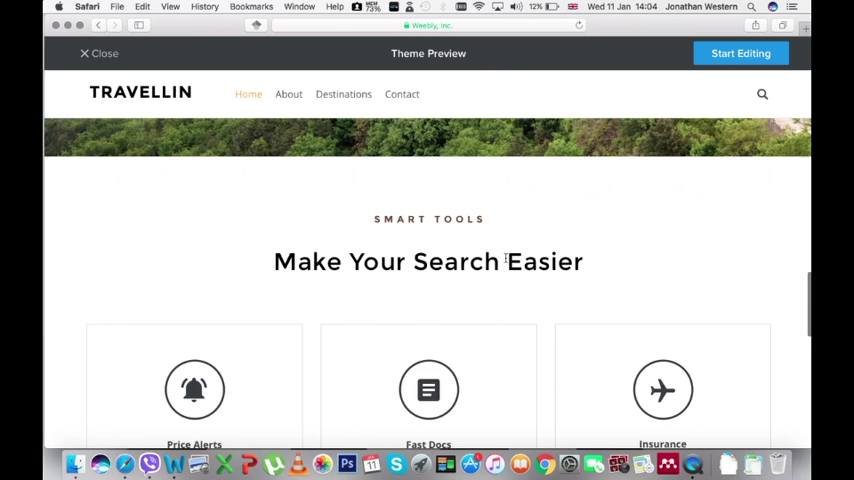 Safari File Edit View History Bookmarks Window Help MEM 73% 12% Wed 11 Jan 14:04 Jonathan Western
Weebly, Inc.
Close Theme Preview Start Editing
TRAVELLIN Home About Destinations Contact
SMART TOOLS
Make Your Search Easier
Price Alerts Fast Docs Insurance